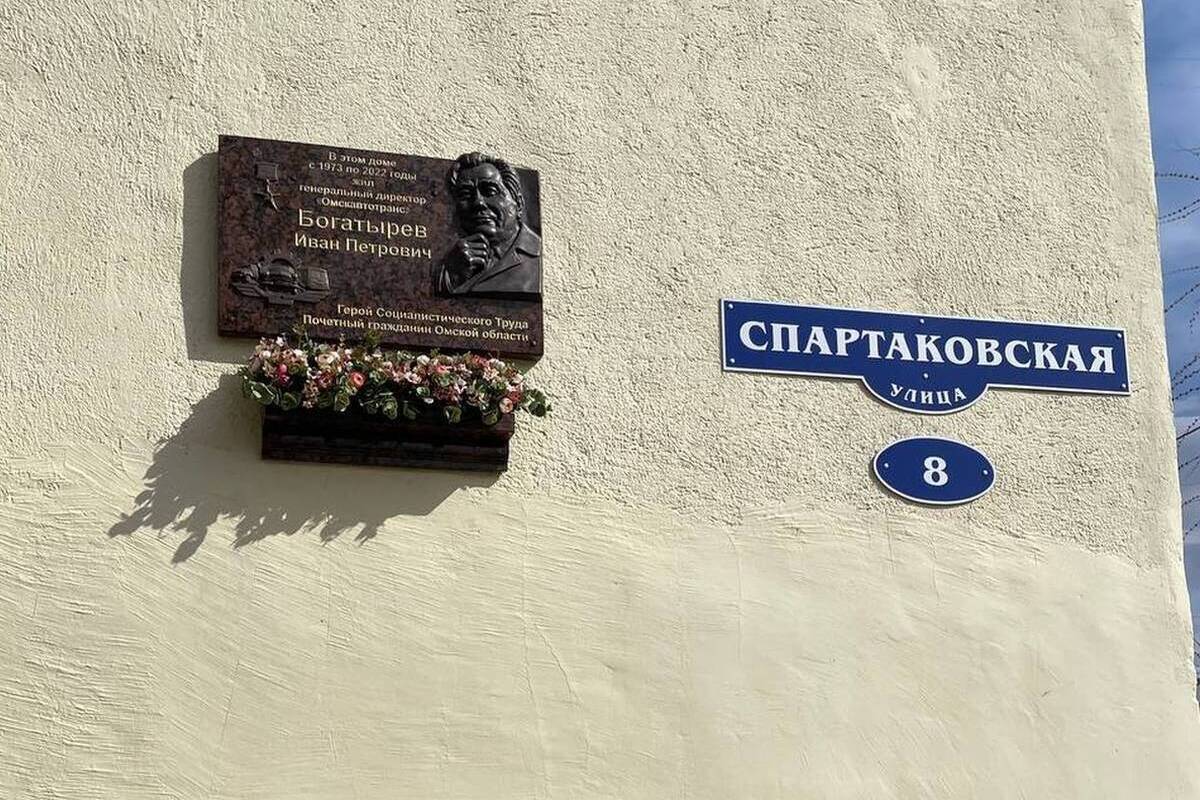 В этом доме
с 1973 по 2022 годы
жил
генеральный директор
«Омскавтотранс»
Богатырев
Иван Петрович
Герой Социалистического Труда
Почетный гражданин Омской области
СПАРТАКОВСКАЯ
УЛИЦА
8